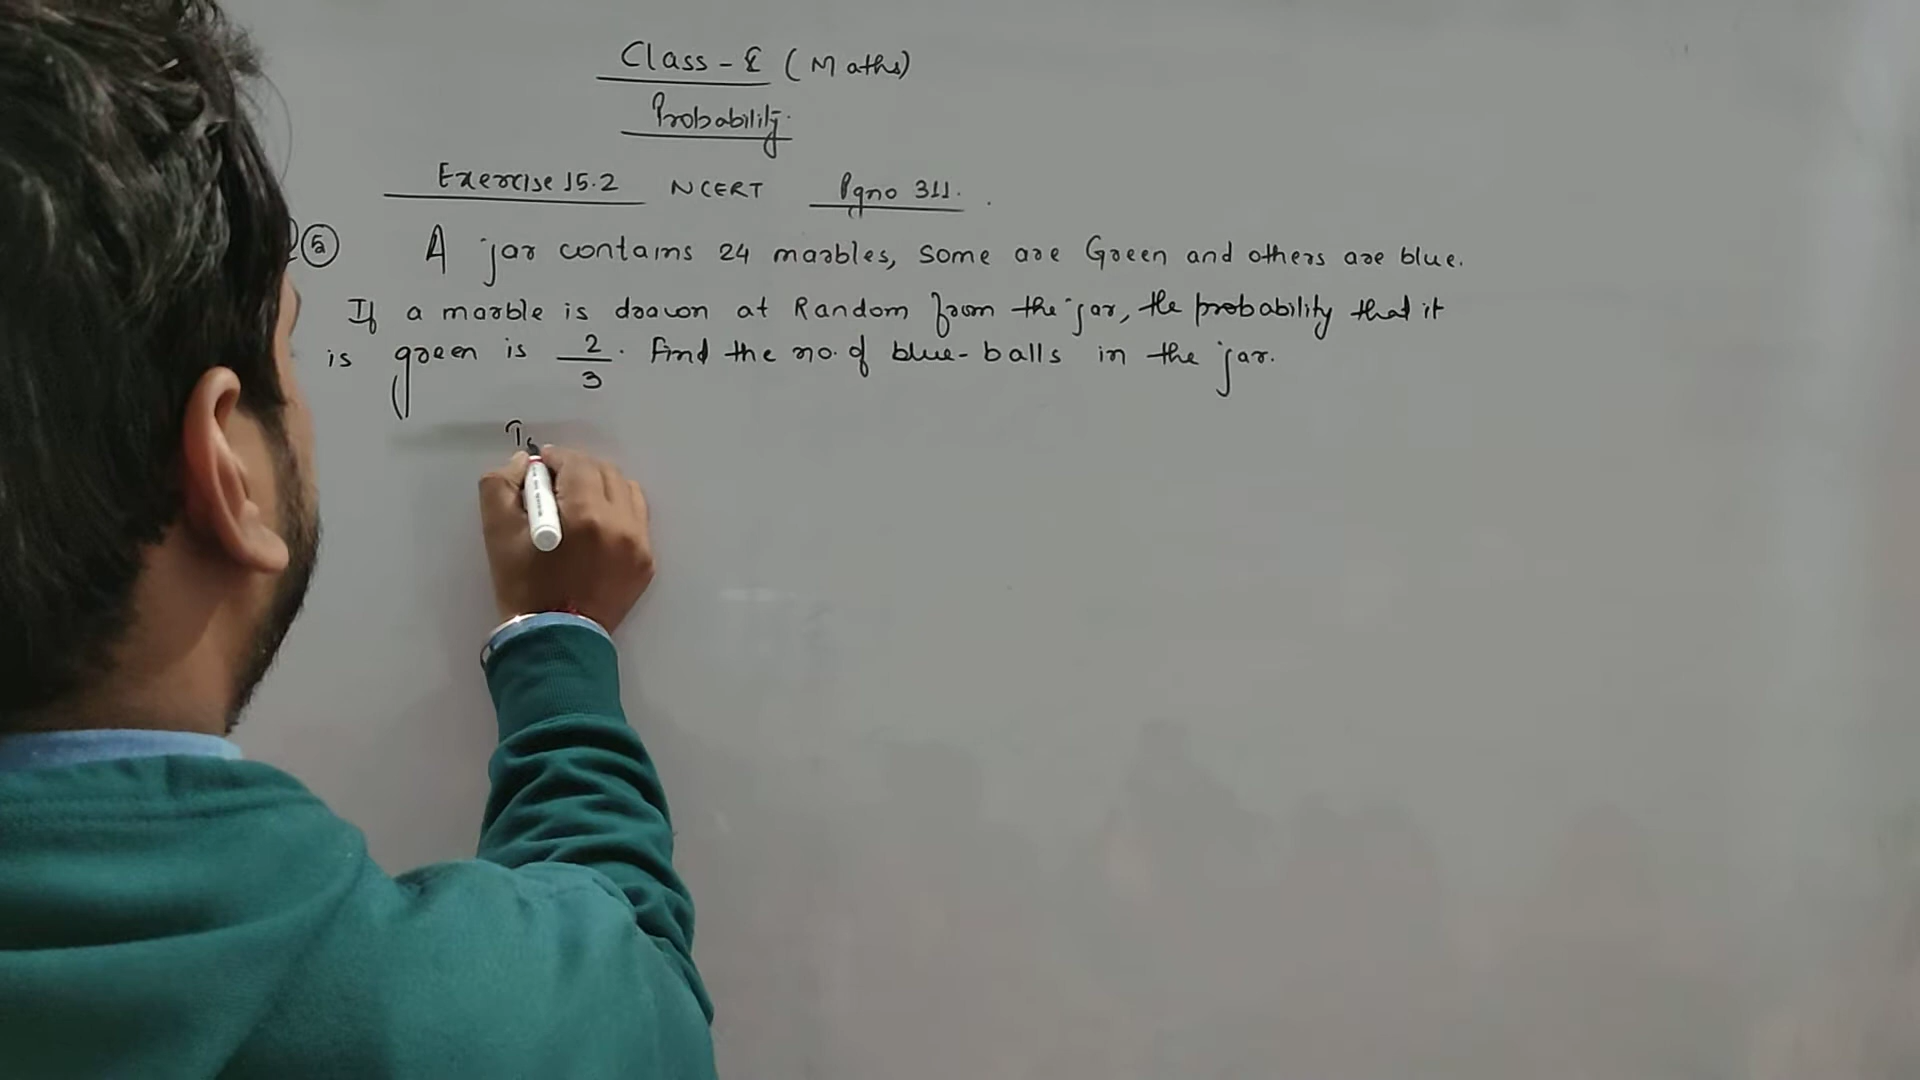 Class - X (Maths)
Probability.
Exercise 15.2 NCERT Pgno 311.
5 A jar contains 24 marbles, some are Green and others are blue.
If a marble is drawn at Random from the jar, the probability that it
is green is 2/3. Find the no. of blue-balls in the jar.